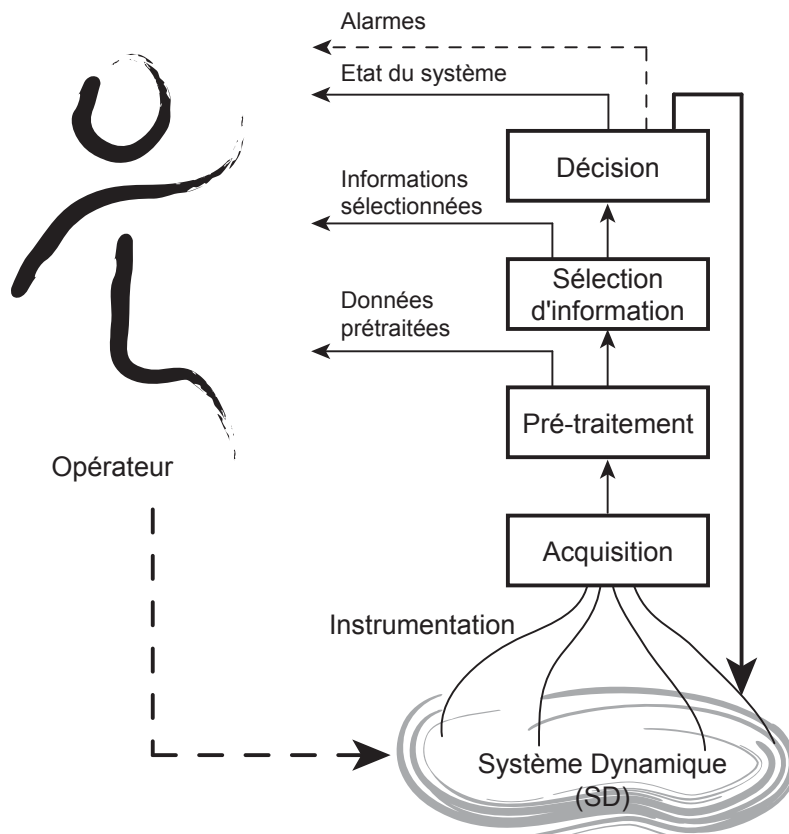 Alarmes
Etat du système
Décision
Informations
sélectionnées
Sélection
d'information
Données
prétraitées
Pré-traitement
Opérateur
Acquisition
Instrumentation
Système Dynamique
(SD)